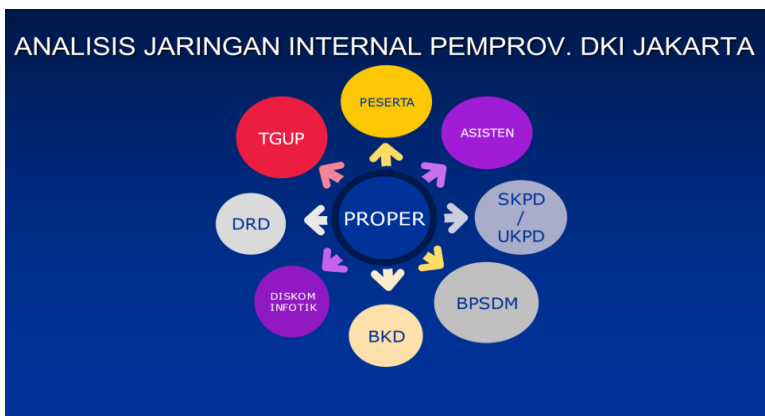 ANALISIS JARINGAN INTERNAL PEMPROV. DKI JAKARTA
PESERTA
TGUP
ASISTEN
DRD
PROPER
SKPD
/
UKPD
DISKOM
INFOTIK
BPSDM
BKD